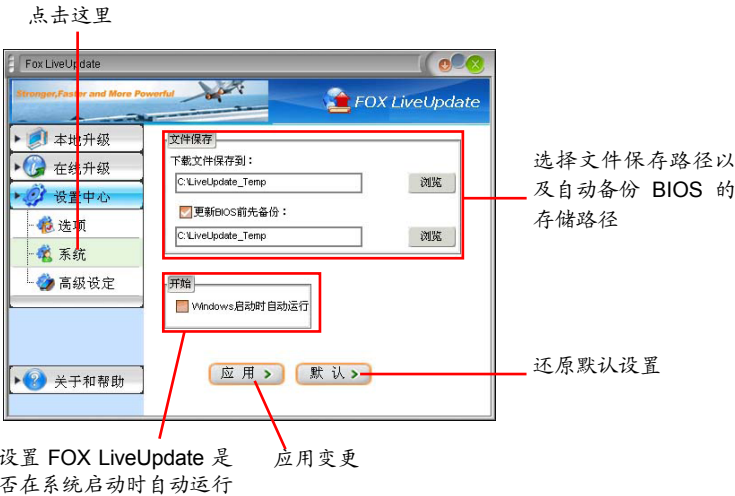 点击这里
Fox LiveUpdate
Stronger,Faster and More Powerful
FOX LiveUpdate
本地升级
在线升级
设置中心
选项
系统
高级设定
关于和帮助
文件保存
下载文件保存到：
C:\LiveUpdate_Temp
浏览
更新BIOS前先备份：
C:\LiveUpdate_Temp
浏览
开始
Windows启动时自动运行
应 用
默 认
选择文件保存路径以
及自动备份 BIOS 的
存储路径
还原默认设置
设置 FOX LiveUpdate 是
否在系统启动时自动运行
应用变更